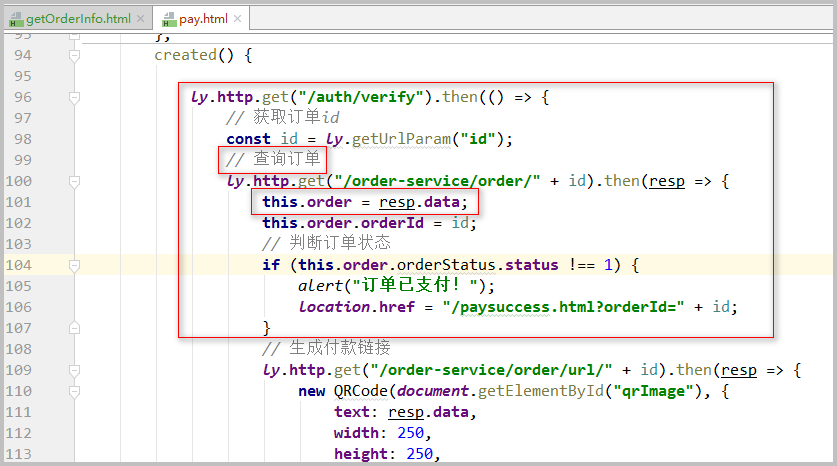 getOrderInfo.html
pay.html
93 },
94 created() {
95
96 ly.http.get("/auth/verify").then(() => {
97 // 获取订单id
98 const id = ly.getUrlParam("id");
99 // 查询订单
100 ly.http.get("/order-service/order/" + id).then(resp => {
101 this.order = resp.data;
102 this.order.orderId = id;
103 // 判断订单状态
104 if (this.order.orderStatus.status !== 1) {
105 alert("订单已支付！");
106 location.href = "/paysuccess.html?orderId=" + id;
107 }
108 // 生成付款链接
109 ly.http.get("/order-service/order/url/" + id).then(resp => {
110 new QRCode(document.getElementById("qrImage"), {
111 text: resp.data,
112 width: 250,
113 height: 250,